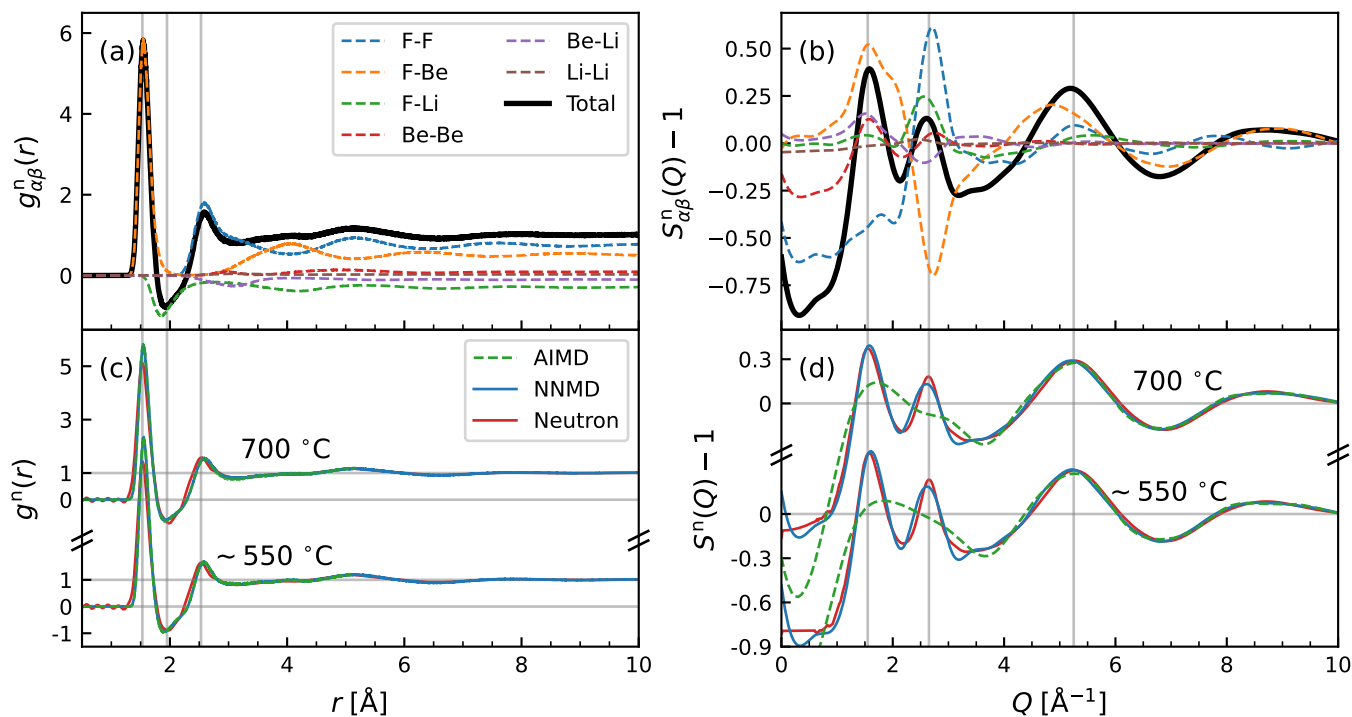 (a)
F-F
F-Be
F-Li
Be-Be
Be-Li
Li-Li
Total
6
4
2
0
g^n_αβ(r)
(b)
0.50
0.25
0.00
−0.25
−0.50
−0.75
S^n_αβ(Q) − 1
(c)
AIMD
NNMD
Neutron
700 °C
~ 550 °C
5
3
1
0
1
0
-1
g^n(r)
2
4
6
8
10
r [Å]
(d)
700 °C
~ 550 °C
0.3
0
0
-0.3
-0.6
-0.9
S^n(Q) − 1
0
2
4
6
8
10
Q [Å⁻¹]